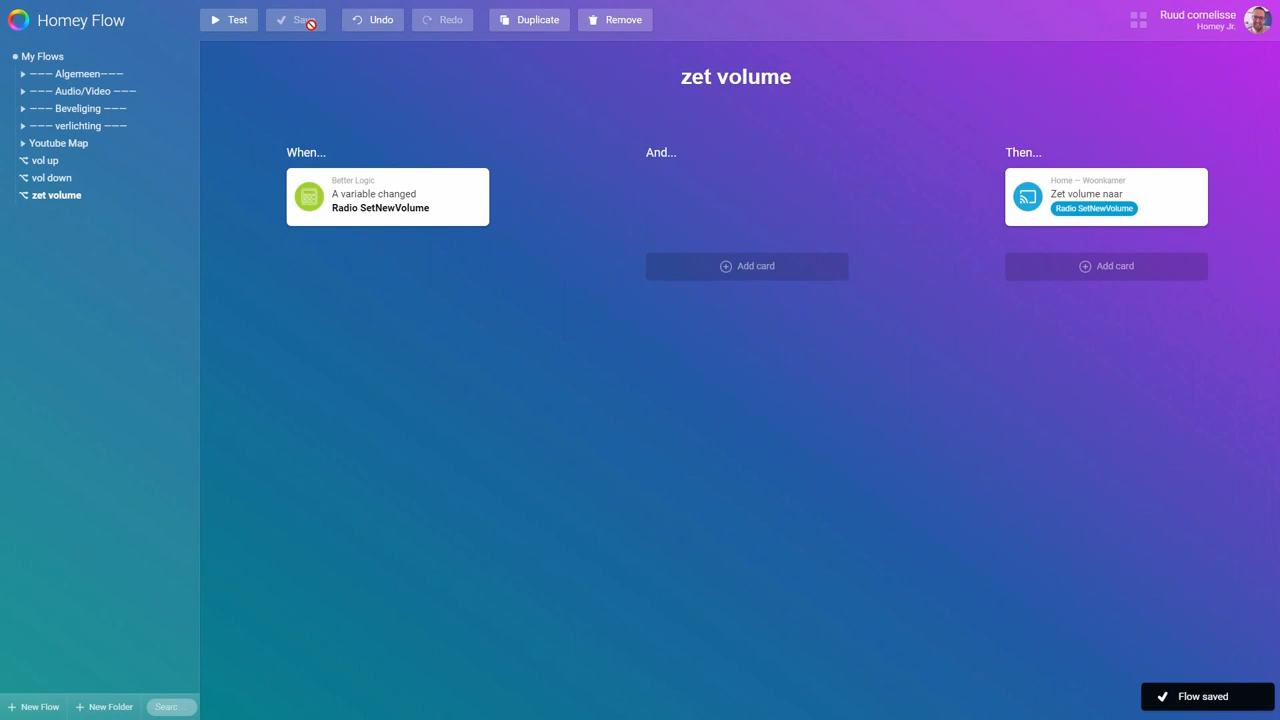 Homey Flow
Test
Undo
Redo
Duplicate
Remove
Ruud cornelisse
Homey Jr.
My Flows
——— Algemeen———
——— Audio/Video ———
——— Beveliging ———
——— verlichting ———
Youtube Map
vol up
vol down
zet volume
zet volume
When...
And...
Then...
Better Logic
A variable changed
Radio SetNewVolume
Home — Woonkamer
Zet volume naar
Radio SetNewVolume
Add card
Add card
New Flow
New Folder
Searc
Flow saved